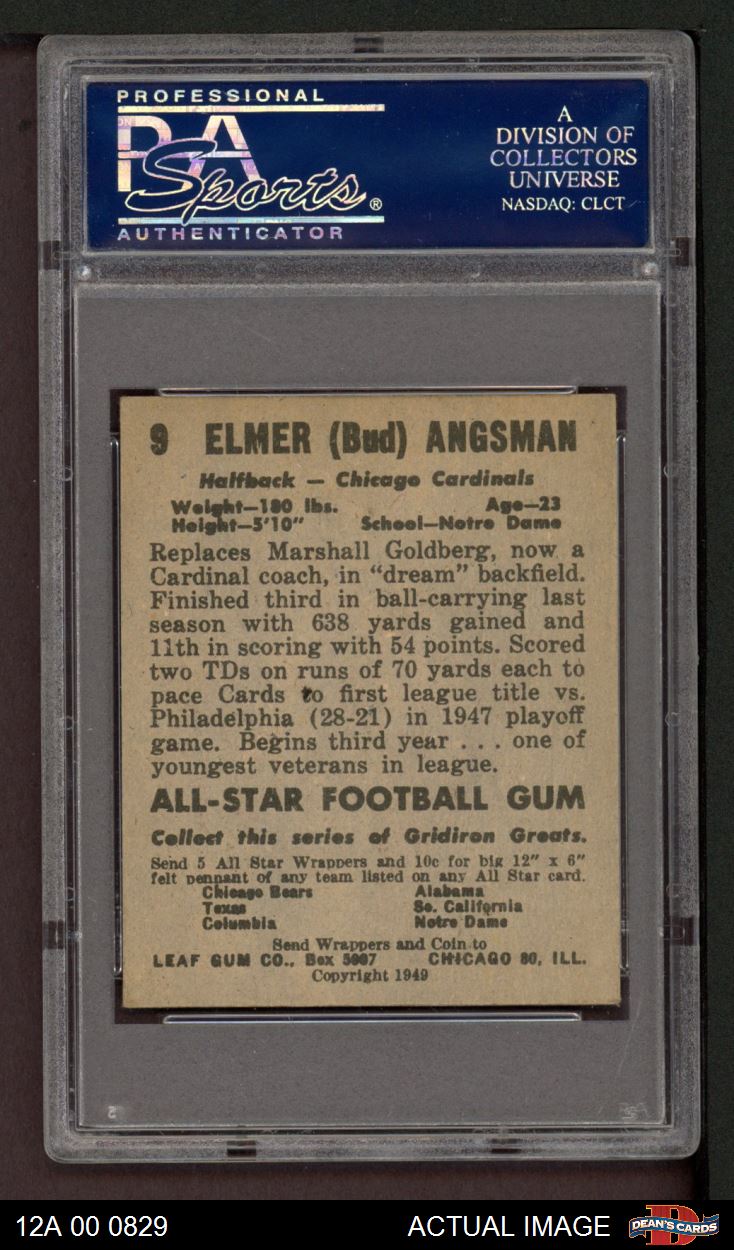 PROFESSIONAL
PSA
Sports®
AUTHENTICATOR
A
DIVISION OF
COLLECTORS
UNIVERSE
NASDAQ: CLCT
9 ELMER (Bud) ANGSMAN
Halfback — Chicago Cardinals
Weight—180 lbs. Age—23
Height—5'10" School—Notre Dame
Replaces Marshall Goldberg, now a
Cardinal coach, in "dream" backfield.
Finished third in ball-carrying last
season with 638 yards gained and
11th in scoring with 54 points. Scored
two TDs on runs of 70 yards each to
pace Cards to first league title vs.
Philadelphia (28-21) in 1947 playoff
game. Begins third year . . . one of
youngest veterans in league.
ALL-STAR FOOTBALL GUM
Collect this series of Gridiron Greats.
Send 5 All Star Wrappers and 10c for big 12" x 6"
felt pennant of any team listed on any All Star card.
Chicago Bears Alabama
Texas So. California
Columbia Notre Dame
Send Wrappers and Coin to
LEAF GUM CO., Box 5907 CHICAGO 80, ILL.
Copyright 1949
12A 00 0829 ACTUAL IMAGE DEAN'S CARDS